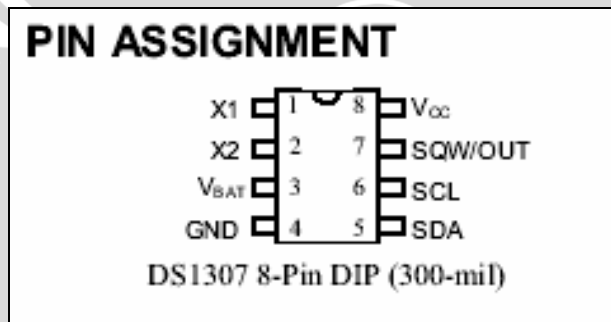 PIN ASSIGNMENT
X1 1 8 Vcc
X2 2 7 SQW/OUT
VBAT 3 6 SCL
GND 4 5 SDA
DS1307 8-Pin DIP (300-mil)